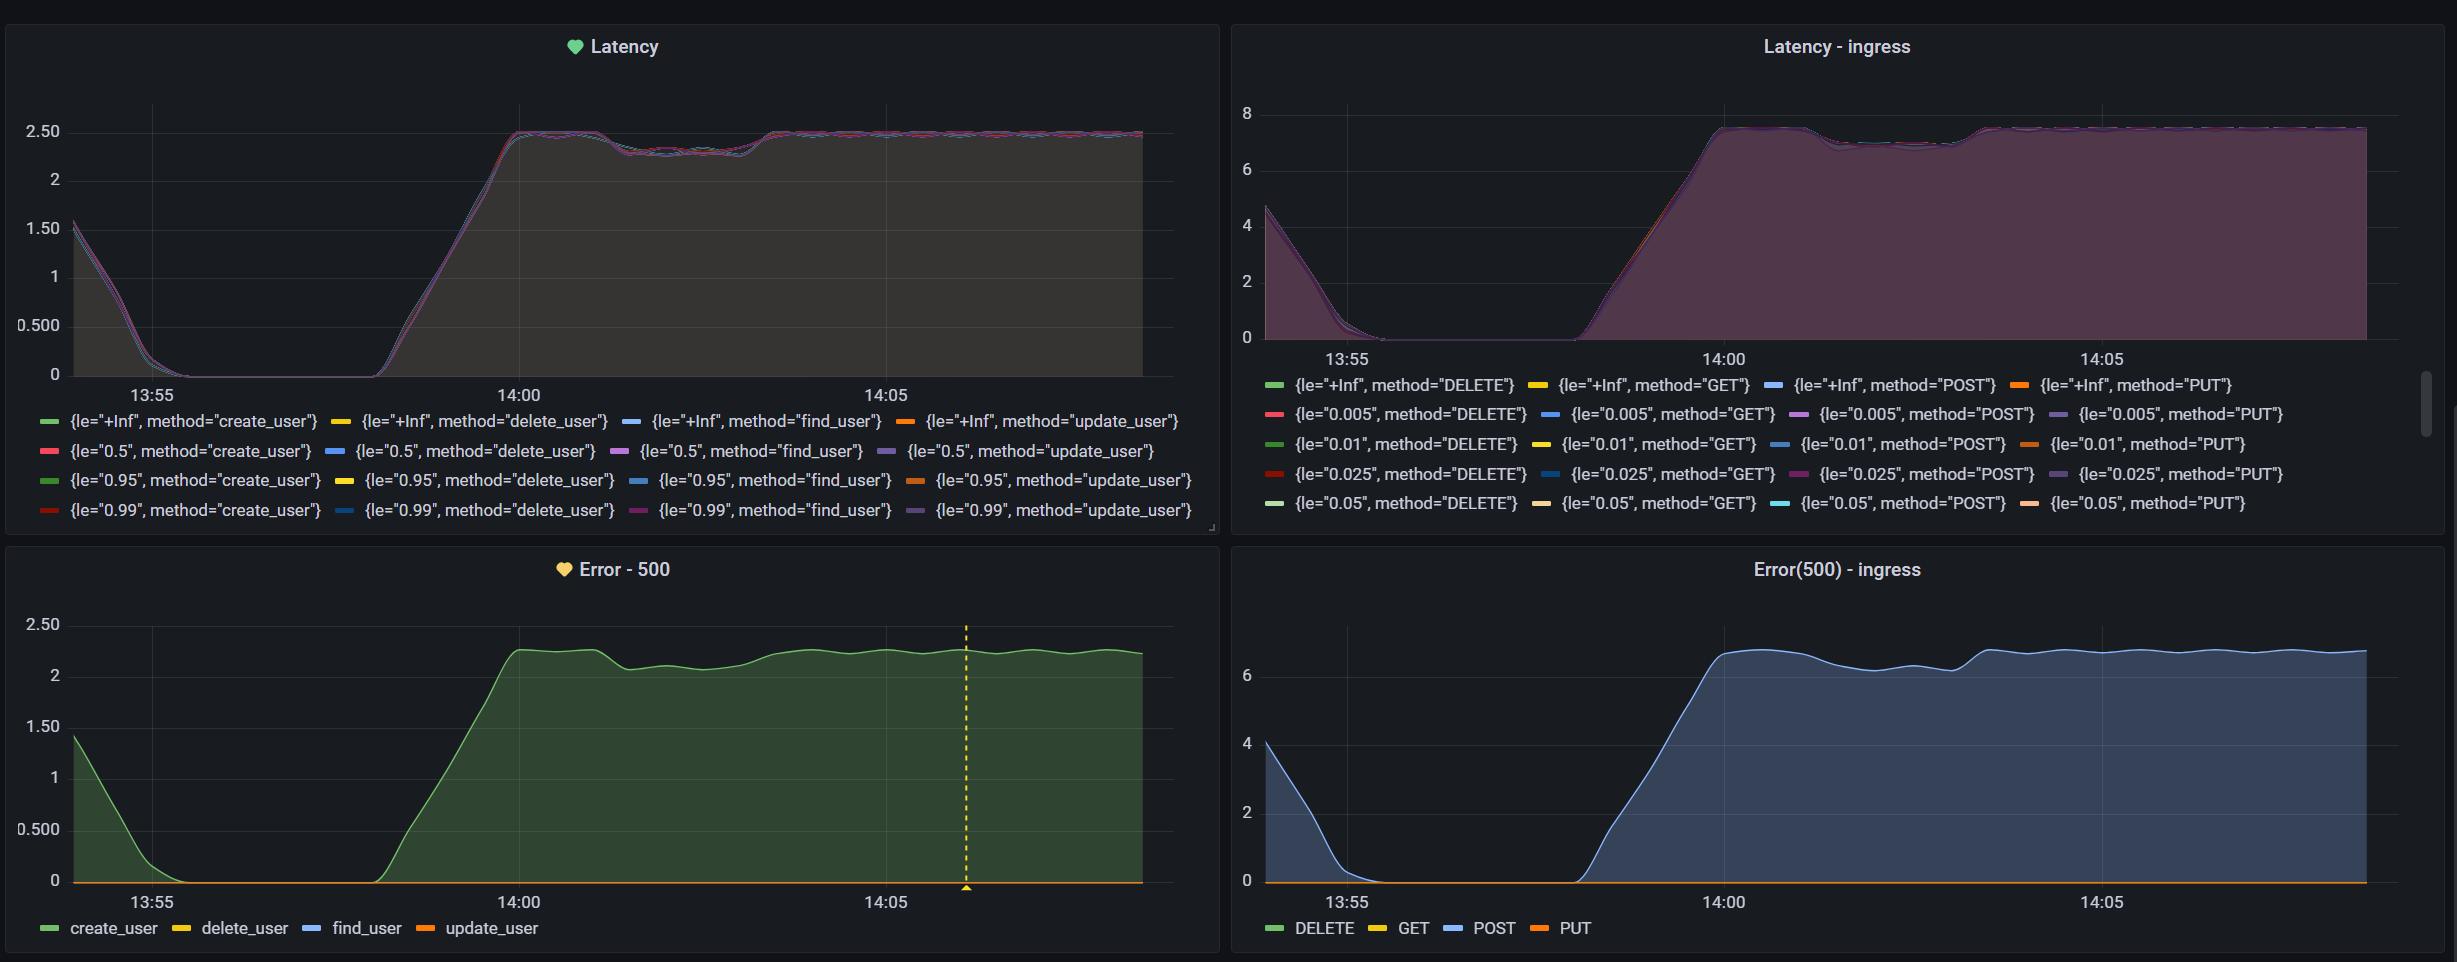 Latency
2.50
2
1.50
1
0.500
0
13:55 14:00 14:05
{le="+Inf", method="create_user"} {le="+Inf", method="delete_user"} {le="+Inf", method="find_user"} {le="+Inf", method="update_user"}
{le="0.5", method="create_user"} {le="0.5", method="delete_user"} {le="0.5", method="find_user"} {le="0.5", method="update_user"}
{le="0.95", method="create_user"} {le="0.95", method="delete_user"} {le="0.95", method="find_user"} {le="0.95", method="update_user"}
{le="0.99", method="create_user"} {le="0.99", method="delete_user"} {le="0.99", method="find_user"} {le="0.99", method="update_user"}
Latency - ingress
8
6
4
2
0
13:55 14:00 14:05
{le="+Inf", method="DELETE"} {le="+Inf", method="GET"} {le="+Inf", method="POST"} {le="+Inf", method="PUT"}
{le="0.005", method="DELETE"} {le="0.005", method="GET"} {le="0.005", method="POST"} {le="0.005", method="PUT"}
{le="0.01", method="DELETE"} {le="0.01", method="GET"} {le="0.01", method="POST"} {le="0.01", method="PUT"}
{le="0.025", method="DELETE"} {le="0.025", method="GET"} {le="0.025", method="POST"} {le="0.025", method="PUT"}
{le="0.05", method="DELETE"} {le="0.05", method="GET"} {le="0.05", method="POST"} {le="0.05", method="PUT"}
Error - 500
2.50
2
1.50
1
0.500
0
13:55 14:00 14:05
create_user delete_user find_user update_user
Error(500) - ingress
6
4
2
0
13:55 14:00 14:05
DELETE GET POST PUT